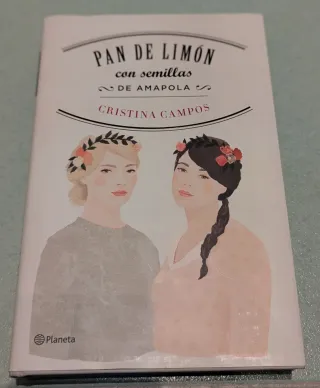 PAN DE LIMÓN
con semillas
DE AMAPOLA
CRISTINA CAMPOS
Planeta